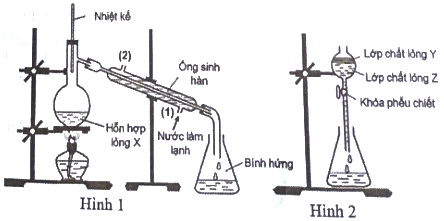 Nhiệt kế
(2)
Ống sinh
hàn
(1)
Hỗn hợp
lỏng X
Nước làm
lạnh
Bình hứng
Hình 1
Lớp chất lỏng Y
Lớp chất lỏng Z
Khóa phễu chiết
Hình 2